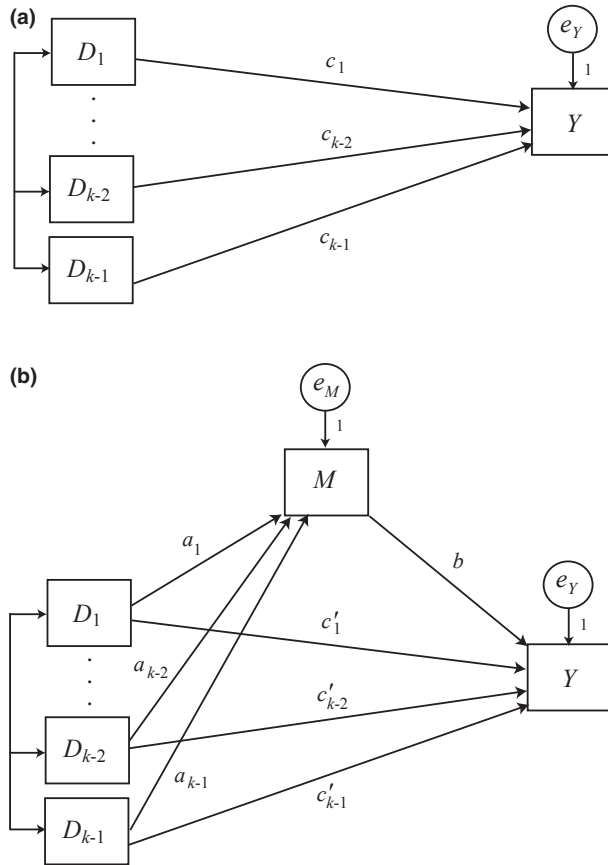 (a)
e_Y
1
D_1
c_1
Y
.
.
.
c_{k-2}
D_{k-2}
c_{k-1}
D_{k-1}
(b)
e_M
1
M
a_1
b
e_Y
1
D_1
c'_1
.
.
.
a_{k-2}
Y
c'_{k-2}
D_{k-2}
a_{k-1}
c'_{k-1}
D_{k-1}